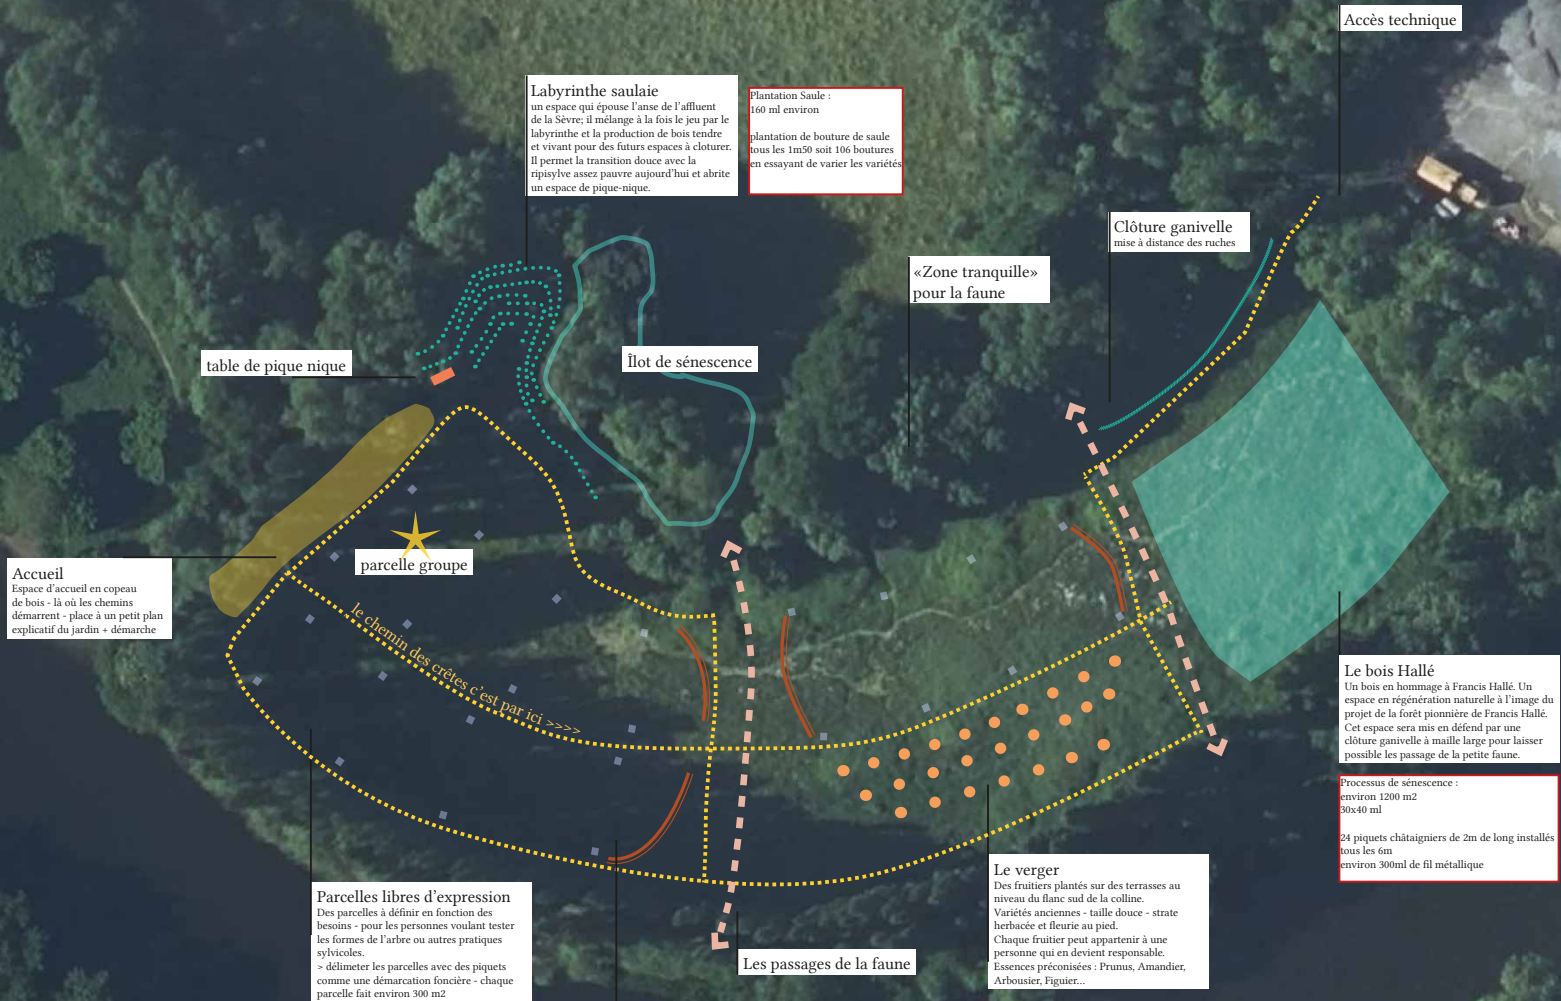 Accès technique
Labyrinthe saulaie
un espace qui épouse l'anse de l'affluent
de la Sèvre; il mélange à la fois le jeu par le
labyrinthe et la production de bois tendre
et vivant pour des futurs espaces à cloturer.
Il permet la transition douce avec la
ripisylve assez pauvre aujourd'hui et abrite
un espace de pique-nique.
Plantation Saule :
160 ml environ
plantation de bouture de saule
tous les 1m50 soit 106 boutures
en essayant de varier les variétés
Clôture ganivelle
mise à distance des ruches
«Zone tranquille»
pour la faune
table de pique nique
Îlot de sénescence
Accueil
Espace d'accueil en copeau
de bois - là où les chemins
démarrent - place à un petit plan
explicatif du jardin + démarche
parcelle groupe
le chemin des crêtes c'est par ici >>>>
Le bois Hallé
Un bois en hommage à Francis Hallé. Un
espace en régénération naturelle à l'image du
projet de la forêt pionnière de Francis Hallé.
Cet espace sera mis en défend par une
clôture ganivelle à maille large pour laisser
possible les passage de la petite faune.
Processus de sénescence :
environ 1200 m2
30x40 ml
24 piquets châtaigniers de 2m de long installés
tous les 6m
environ 300ml de fil métallique
Parcelles libres d'expression
Des parcelles à définir en fonction des
besoins - pour les personnes voulant tester
les formes de l'arbre ou autres pratiques
sylvicoles.
> délimeter les parcelles avec des piquets
comme une démarcation foncière - chaque
parcelle fait environ 300 m2
Les passages de la faune
Le verger
Des fruitiers plantés sur des terrasses au
niveau du flanc sud de la colline.
Variétés anciennes - taille douce - strate
herbacée et fleurie au pied.
Chaque fruitier peut appartenir à une
personne qui en devient responsable.
Essences préconisées : Prunus, Amandier,
Arbousier, Figuier...